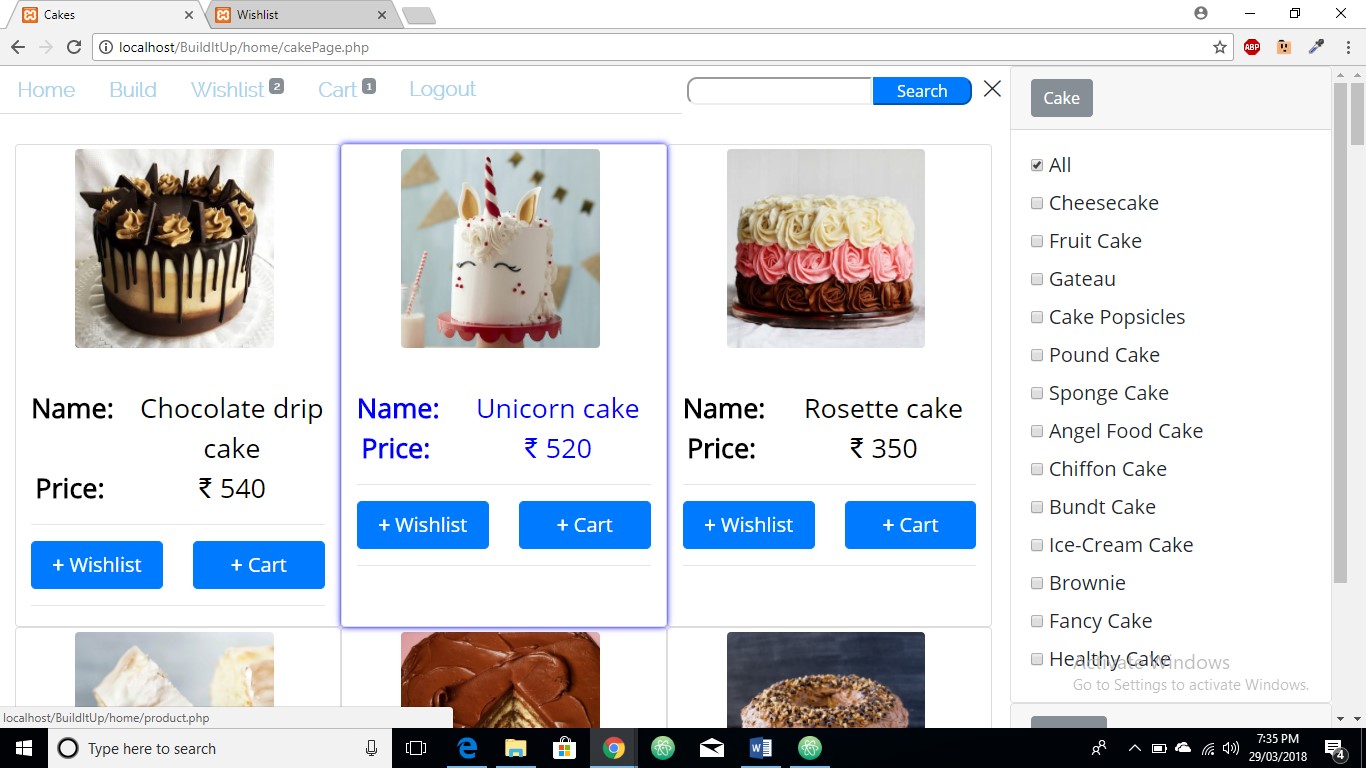 Cakes
Wishlist
localhost/BuildItUp/home/cakePage.php
ABP
Home Build Wishlist 2 Cart 1 Logout
Search
Cake
All
Cheesecake
Fruit Cake
Gateau
Cake Popsicles
Pound Cake
Sponge Cake
Angel Food Cake
Chiffon Cake
Bundt Cake
Ice-Cream Cake
Brownie
Fancy Cake
Healthy Cake
Name: Chocolate drip
cake
Price: ₹ 540
+ Wishlist + Cart
Name: Unicorn cake
Price: ₹ 520
+ Wishlist + Cart
Name: Rosette cake
Price: ₹ 350
+ Wishlist + Cart
Activate Windows
Go to Settings to activate Windows.
localhost/BuildItUp/home/product.php
Type here to search
7:35 PM
29/03/2018
4